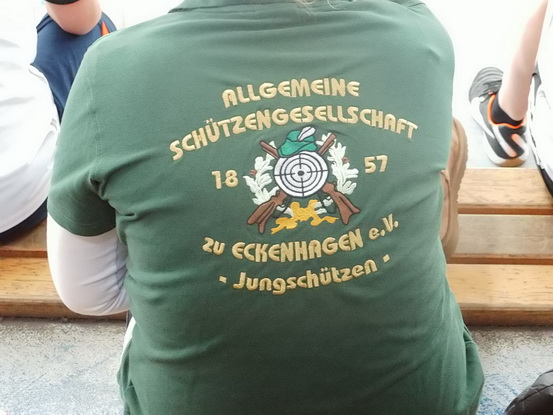 ALLGEMEINE
SCHÜTZENGESELLSCHAFT
18 57
zu ECKENHAGEN e.V.
- Jungschützen -